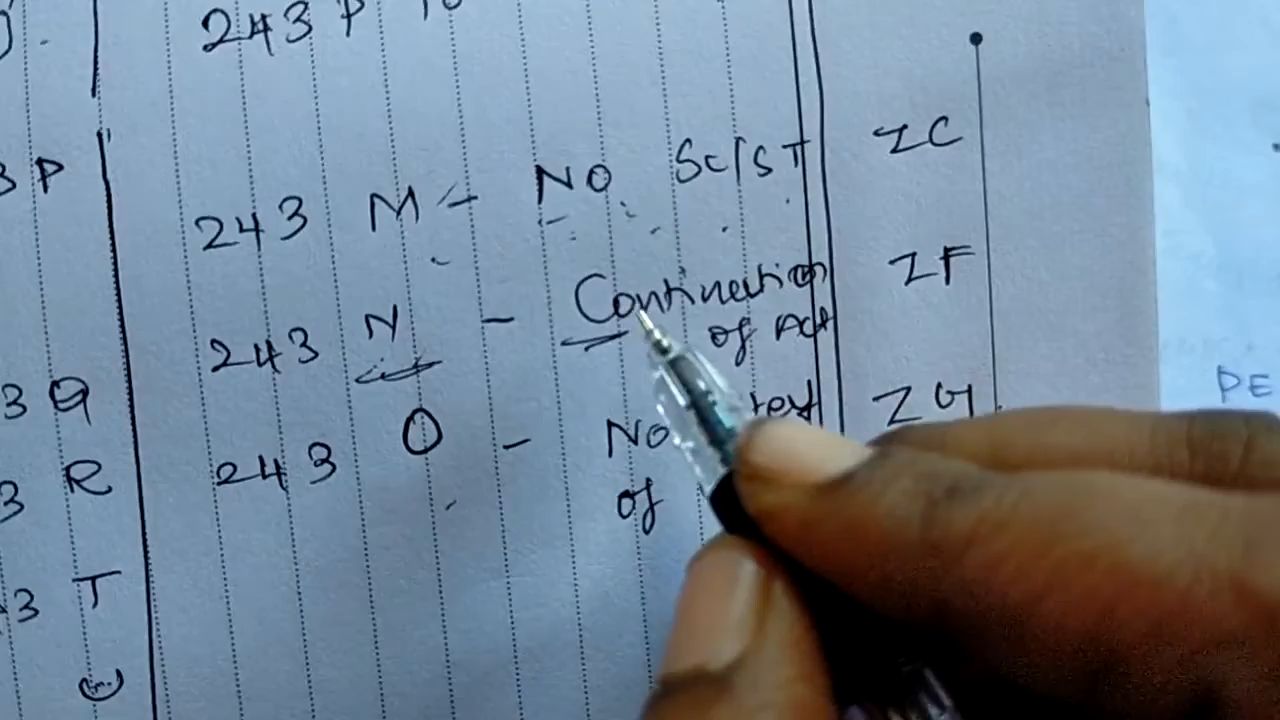 243 P
3 P
243 M - NO SC/ST
ZC
243 N - Continuation
of Act
ZF
3 Q
243 O - No
of
ZG
3 R
3 T
PE